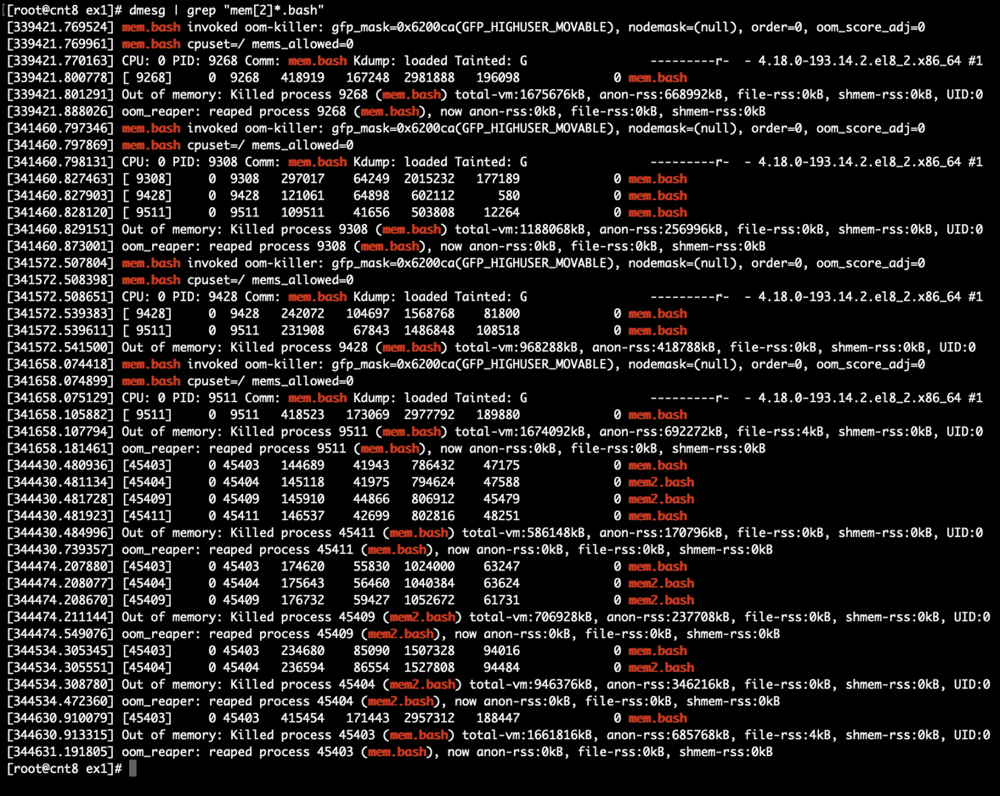 [root@cnt8 ex1]# dmesg | grep "mem[2]*.bash"
[339421.769524] mem.bash invoked oom-killer: gfp_mask=0x6200ca(GFP_HIGHUSER_MOVABLE), nodemask=(null), order=0, oom_score_adj=0
[339421.769961] mem.bash cpuset=/ mems_allowed=0
[339421.770163] CPU: 0 PID: 9268 Comm: mem.bash Kdump: loaded Tainted: G                 ---------r-  - 4.18.0-193.14.2.el8_2.x86_64 #1
[339421.800778] [ 9268]     0  9268   418919   167248  2981888   196098             0 mem.bash
[339421.801291] Out of memory: Killed process 9268 (mem.bash) total-vm:1675676kB, anon-rss:668992kB, file-rss:0kB, shmem-rss:0kB, UID:0
[339421.888026] oom_reaper: reaped process 9268 (mem.bash), now anon-rss:0kB, file-rss:0kB, shmem-rss:0kB
[341460.797346] mem.bash invoked oom-killer: gfp_mask=0x6200ca(GFP_HIGHUSER_MOVABLE), nodemask=(null), order=0, oom_score_adj=0
[341460.797869] mem.bash cpuset=/ mems_allowed=0
[341460.798131] CPU: 0 PID: 9308 Comm: mem.bash Kdump: loaded Tainted: G                 ---------r-  - 4.18.0-193.14.2.el8_2.x86_64 #1
[341460.827463] [ 9308]     0  9308   297017    64249  2015232   177189             0 mem.bash
[341460.827903] [ 9428]     0  9428   121061    64898   602112      580             0 mem.bash
[341460.828120] [ 9511]     0  9511   109511    41656   503808    12264             0 mem.bash
[341460.829151] Out of memory: Killed process 9308 (mem.bash) total-vm:1188068kB, anon-rss:256996kB, file-rss:0kB, shmem-rss:0kB, UID:0
[341460.873001] oom_reaper: reaped process 9308 (mem.bash), now anon-rss:0kB, file-rss:0kB, shmem-rss:0kB
[341572.507804] mem.bash invoked oom-killer: gfp_mask=0x6200ca(GFP_HIGHUSER_MOVABLE), nodemask=(null), order=0, oom_score_adj=0
[341572.508398] mem.bash cpuset=/ mems_allowed=0
[341572.508651] CPU: 0 PID: 9428 Comm: mem.bash Kdump: loaded Tainted: G                 ---------r-  - 4.18.0-193.14.2.el8_2.x86_64 #1
[341572.539383] [ 9428]     0  9428   242072   104697  1568768    81800             0 mem.bash
[341572.539611] [ 9511]     0  9511   231908    67843  1486848   108518             0 mem.bash
[341572.541500] Out of memory: Killed process 9428 (mem.bash) total-vm:968288kB, anon-rss:418788kB, file-rss:0kB, shmem-rss:0kB, UID:0
[341658.074418] mem.bash invoked oom-killer: gfp_mask=0x6200ca(GFP_HIGHUSER_MOVABLE), nodemask=(null), order=0, oom_score_adj=0
[341658.074899] mem.bash cpuset=/ mems_allowed=0
[341658.075129] CPU: 0 PID: 9511 Comm: mem.bash Kdump: loaded Tainted: G                 ---------r-  - 4.18.0-193.14.2.el8_2.x86_64 #1
[341658.105882] [ 9511]     0  9511   418523   173069  2977792   189880             0 mem.bash
[341658.107794] Out of memory: Killed process 9511 (mem.bash) total-vm:1674092kB, anon-rss:692272kB, file-rss:4kB, shmem-rss:0kB, UID:0
[341658.181461] oom_reaper: reaped process 9511 (mem.bash), now anon-rss:0kB, file-rss:0kB, shmem-rss:0kB
[344430.480936] [45403]     0 45403   144689    41943   786432    47175             0 mem.bash
[344430.481134] [45404]     0 45404   145118    41975   794624    47588             0 mem2.bash
[344430.481728] [45409]     0 45409   145910    44866   806912    45479             0 mem2.bash
[344430.481923] [45411]     0 45411   146537    42699   802816    48251             0 mem.bash
[344430.484996] Out of memory: Killed process 45411 (mem.bash) total-vm:586148kB, anon-rss:170796kB, file-rss:0kB, shmem-rss:0kB, UID:0
[344430.739357] oom_reaper: reaped process 45411 (mem.bash), now anon-rss:0kB, file-rss:0kB, shmem-rss:0kB
[344474.207880] [45403]     0 45403   174620    55830  1024000    63247             0 mem.bash
[344474.208077] [45404]     0 45404   175643    56460  1040384    63624             0 mem2.bash
[344474.208670] [45409]     0 45409   176732    59427  1052672    61731             0 mem2.bash
[344474.211144] Out of memory: Killed process 45409 (mem2.bash) total-vm:706928kB, anon-rss:237708kB, file-rss:0kB, shmem-rss:0kB, UID:0
[344474.549076] oom_reaper: reaped process 45409 (mem2.bash), now anon-rss:0kB, file-rss:0kB, shmem-rss:0kB
[344534.305345] [45403]     0 45403   234680    85090  1507328    94016             0 mem.bash
[344534.305551] [45404]     0 45404   236594    86554  1527808    94484             0 mem2.bash
[344534.308780] Out of memory: Killed process 45404 (mem2.bash) total-vm:946376kB, anon-rss:346216kB, file-rss:0kB, shmem-rss:0kB, UID:0
[344534.472360] oom_reaper: reaped process 45404 (mem2.bash), now anon-rss:0kB, file-rss:0kB, shmem-rss:0kB
[344630.910079] [45403]     0 45403   415454   171443  2957312   188447             0 mem.bash
[344630.913315] Out of memory: Killed process 45403 (mem.bash) total-vm:1661816kB, anon-rss:685768kB, file-rss:4kB, shmem-rss:0kB, UID:0
[344631.191805] oom_reaper: reaped process 45403 (mem.bash), now anon-rss:0kB, file-rss:0kB, shmem-rss:0kB
[root@cnt8 ex1]#